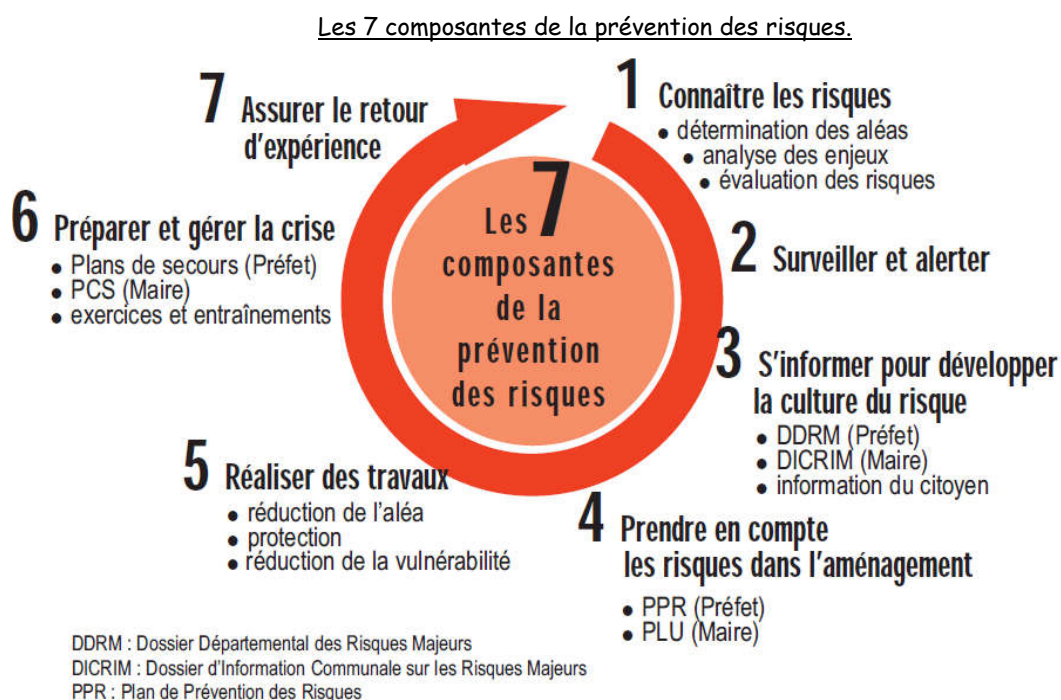 Les 7 composantes de la prévention des risques.
1 Connaître les risques
• détermination des aléas
• analyse des enjeux
• évaluation des risques
2 Surveiller et alerter
3 S'informer pour développer
la culture du risque
• DDRM (Préfet)
• DICRIM (Maire)
• information du citoyen
4 Prendre en compte
les risques dans l'aménagement
• PPR (Préfet)
• PLU (Maire)
5 Réaliser des travaux
• réduction de l'aléa
• protection
• réduction de la vulnérabilité
6 Préparer et gérer la crise
• Plans de secours (Préfet)
• PCS (Maire)
• exercices et entraînements
7 Assurer le retour
d'expérience
Les 7
composantes
de la
prévention
des risques
DDRM : Dossier Départemental des Risques Majeurs
DICRIM : Dossier d'Information Communale sur les Risques Majeurs
PPR : Plan de Prévention des Risques